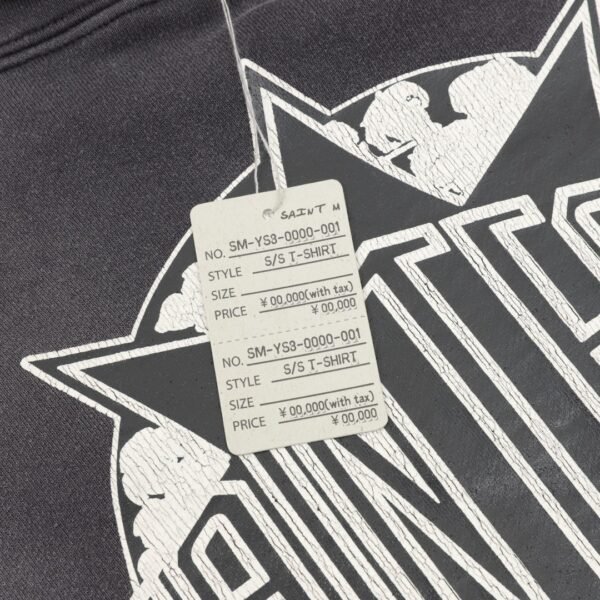 SAINT M
NO. SM-YS3-0000-001
STYLE S/S T-SHIRT
SIZE
PRICE ¥00,000(with tax)
¥00,000
NO. SM-YS3-0000-001
STYLE S/S T-SHIRT
SIZE
PRICE ¥00,000(with tax)
¥00,000